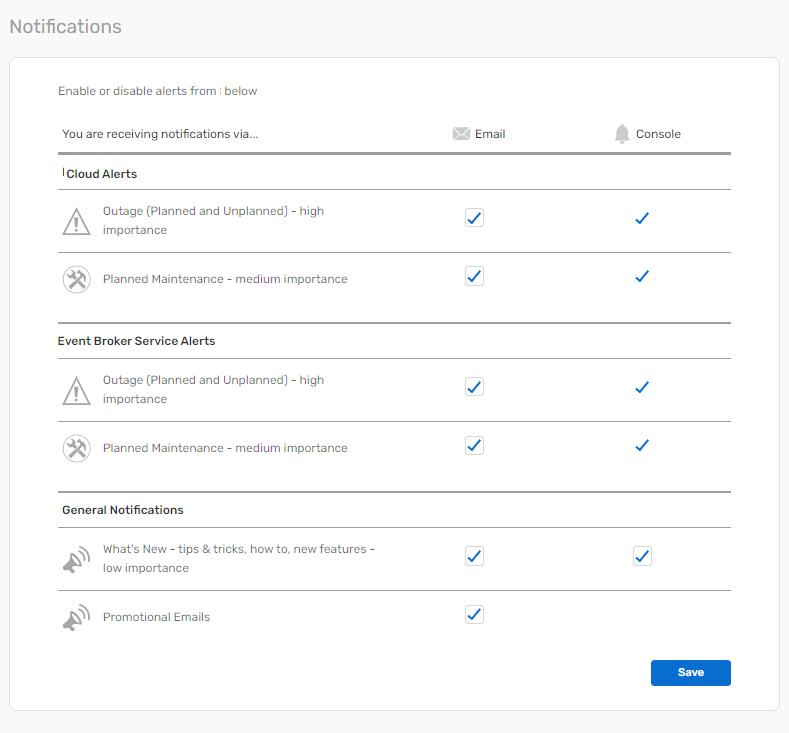 Notifications
Enable or disable alerts from : below
You are receiving notifications via... Email Console
Cloud Alerts
Outage (Planned and Unplanned) - high
importance
Planned Maintenance - medium importance
Event Broker Service Alerts
Outage (Planned and Unplanned) - high
importance
Planned Maintenance - medium importance
General Notifications
What's New - tips & tricks, how to, new features -
low importance
Promotional Emails
Save